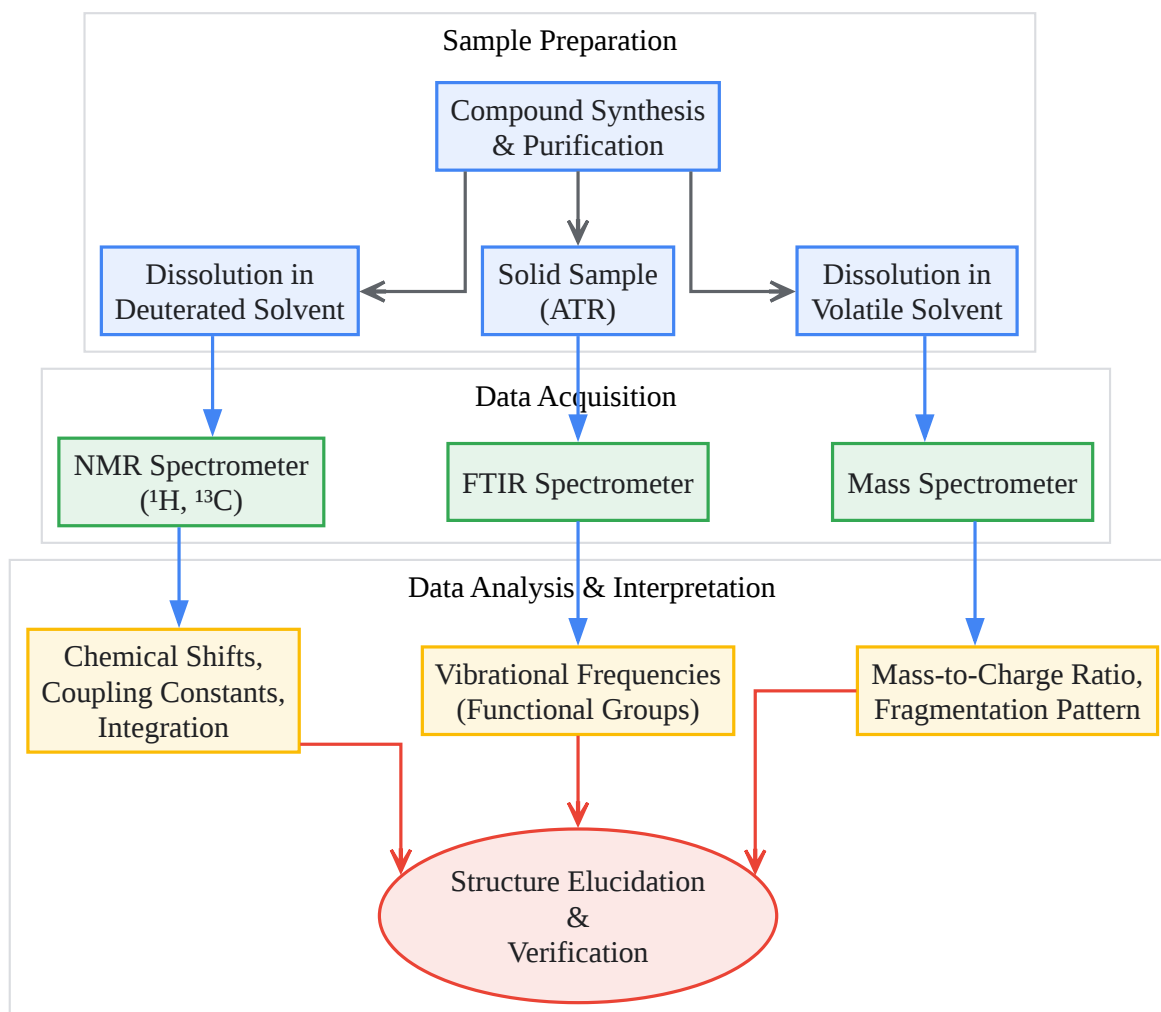 Sample Preparation
Compound Synthesis
& Purification
Dissolution in
Deuterated Solvent
Solid Sample
(ATR)
Dissolution in
Volatile Solvent
Data Acquisition
NMR Spectrometer
(¹H, ¹³C)
FTIR Spectrometer
Mass Spectrometer
Data Analysis & Interpretation
Chemical Shifts,
Coupling Constants,
Integration
Vibrational Frequencies
(Functional Groups)
Mass-to-Charge Ratio,
Fragmentation Pattern
Structure Elucidation
&
Verification